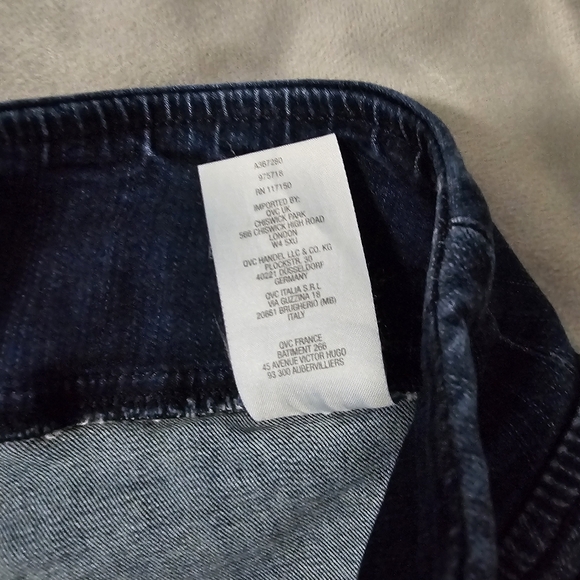 A367280
975718
RN 117150
IMPORTED BY:
QVC UK
CHISWICK PARK
566 CHISWICK HIGH ROAD
LONDON
W4 5XU
QVC HANDEL LLC & CO. KG
PLOCKSTR. 30
40221 DUSSELDORF
GERMANY
QVC ITALIA S.R.L
VIA GUZZINA 18
20861 BRUGHERIO (MB)
ITALY
QVC FRANCE
BATIMENT 266
45 AVENUE VICTOR HUGO
93 300 AUBERVILLIERS